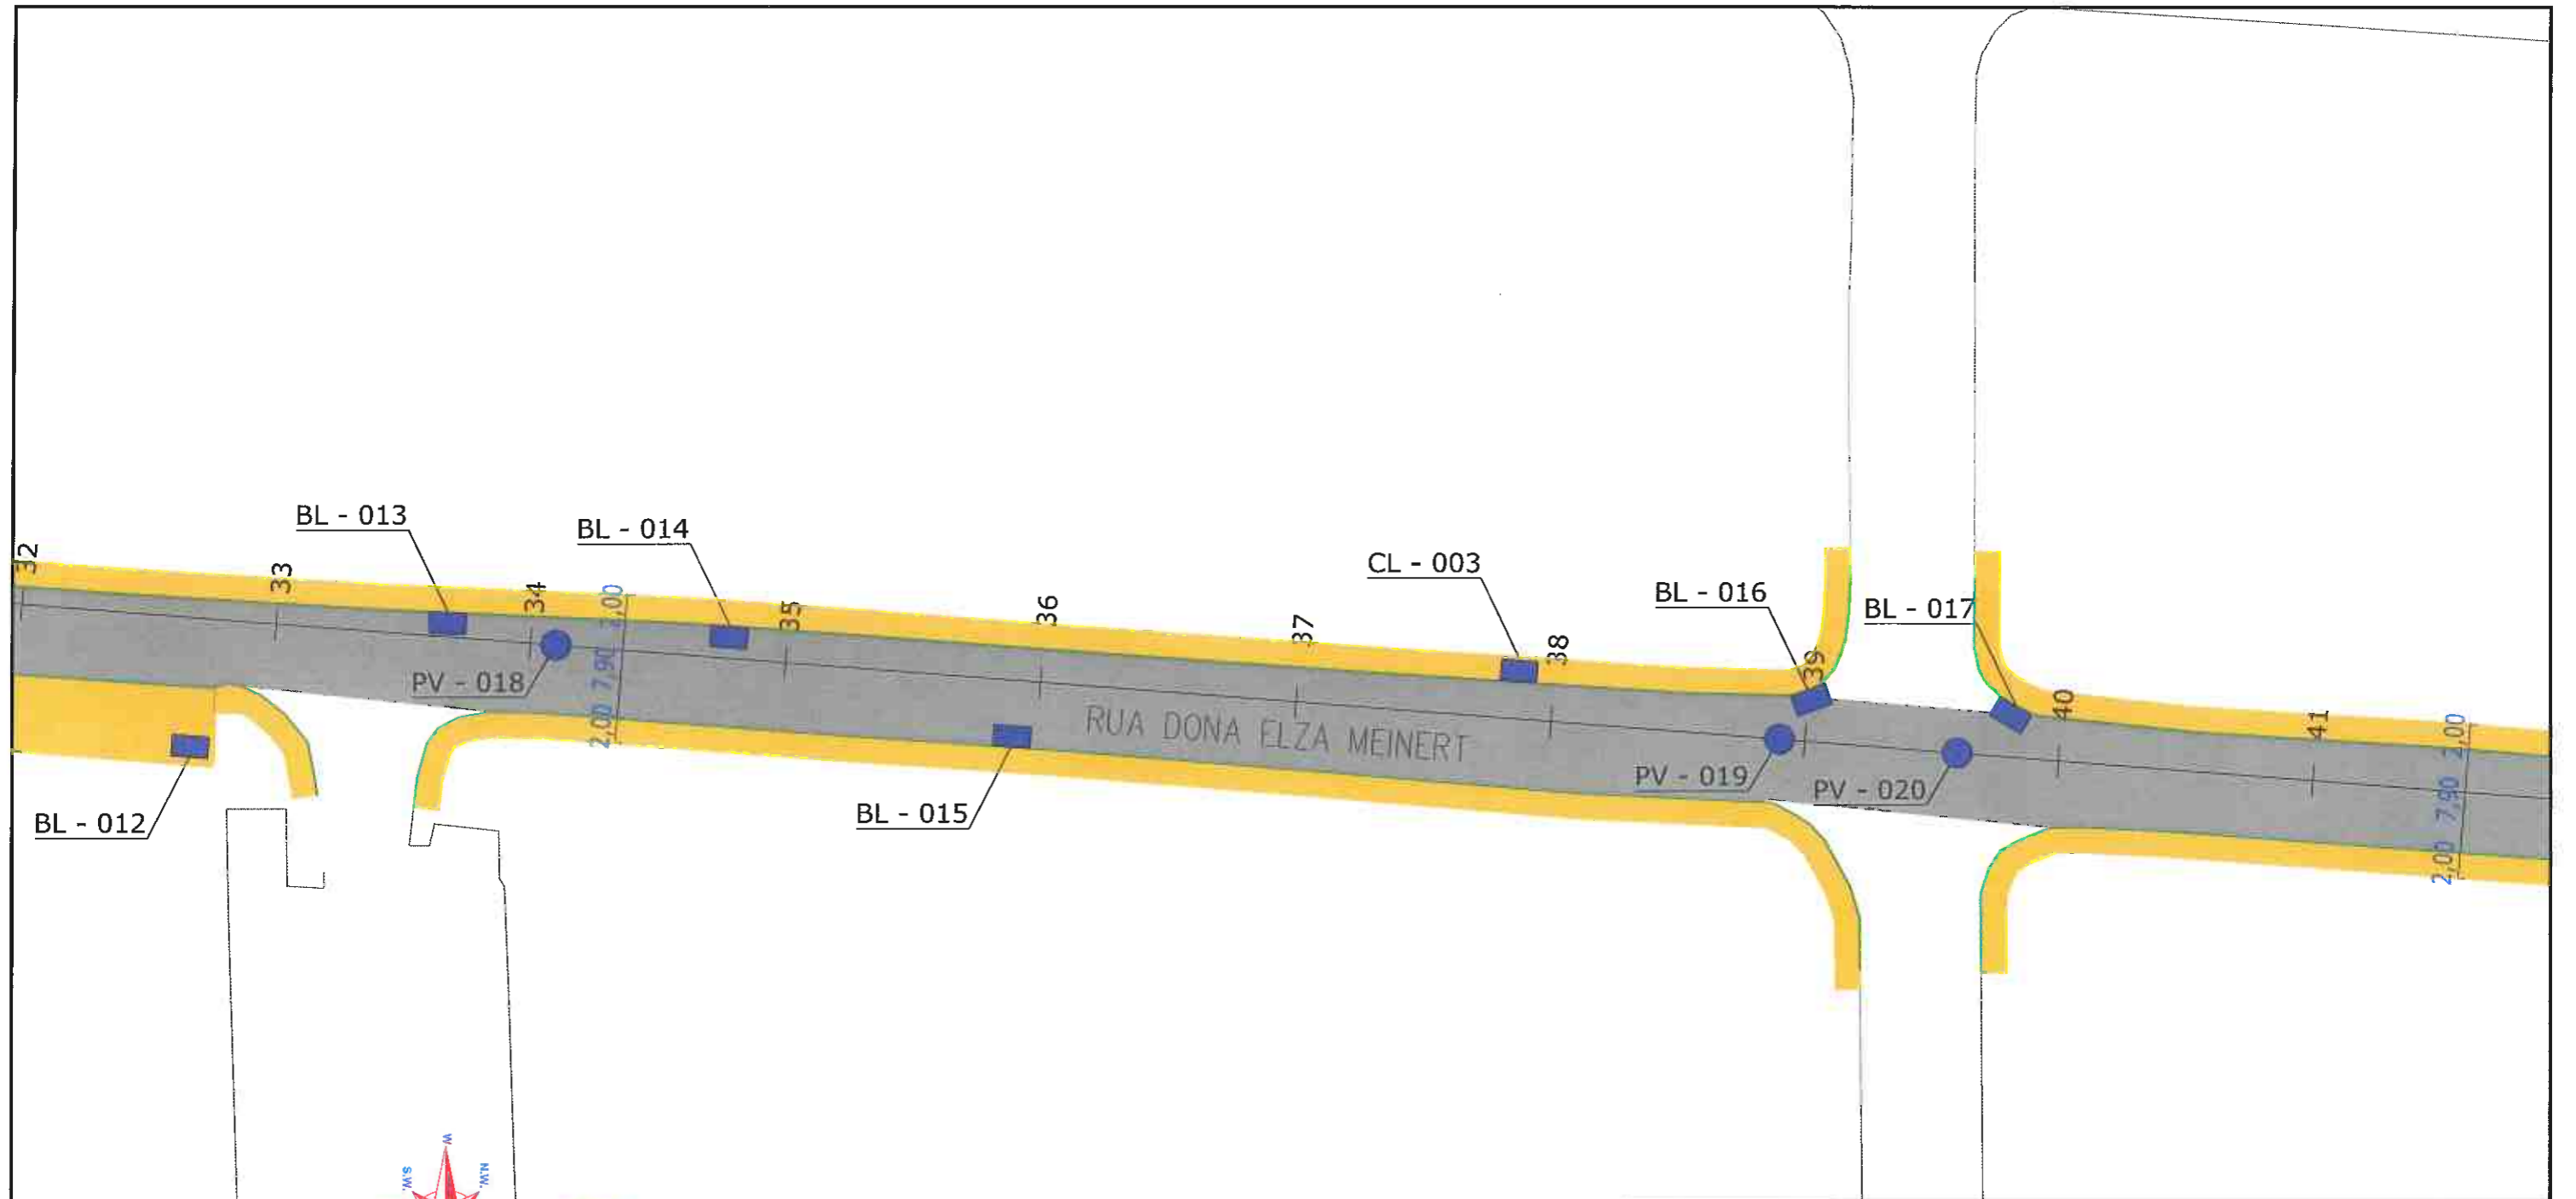 BL - 013
BL - 014
32
33
34
35
36
37
38
39
40
41
CL - 003
BL - 016
BL - 017
2,00
7,90
2,00
PV - 018
RUA DONA ELZA MEINERT
PV - 019
PV - 020
2,00
7,90
2,00
BL - 012
BL - 015
W
S.W.
N.W.